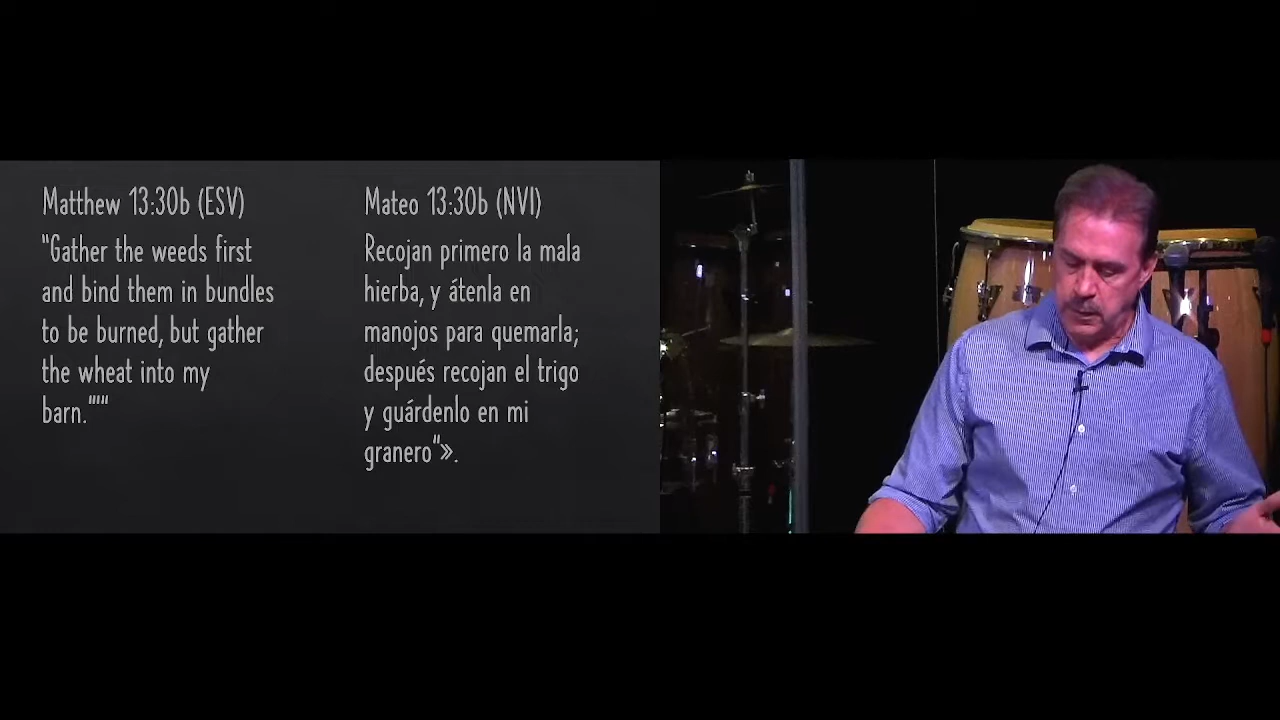 Matthew 13:30b (ESV)
"Gather the weeds first
and bind them in bundles
to be burned, but gather
the wheat into my
barn."'"
Mateo 13:30b (NVI)
Recojan primero la mala
hierba, y átenla en
manojos para quemarla;
después recojan el trigo
y guárdenlo en mi
granero"».